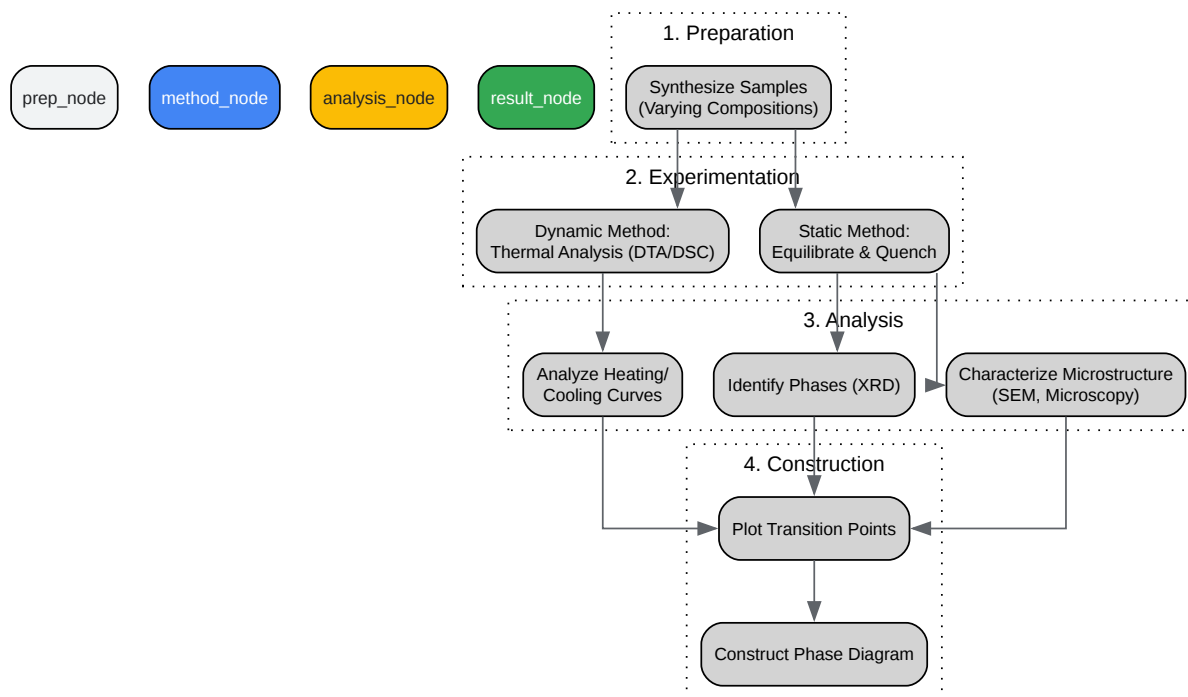 1. Preparation
prep_node
method_node
analysis_node
result_node
Synthesize Samples
(Varying Compositions)
2. Experimentation
Dynamic Method:
Thermal Analysis (DTA/DSC)
Static Method:
Equilibrate & Quench
3. Analysis
Analyze Heating/
Cooling Curves
Identify Phases (XRD)
Characterize Microstructure
(SEM, Microscopy)
4. Construction
Plot Transition Points
Construct Phase Diagram